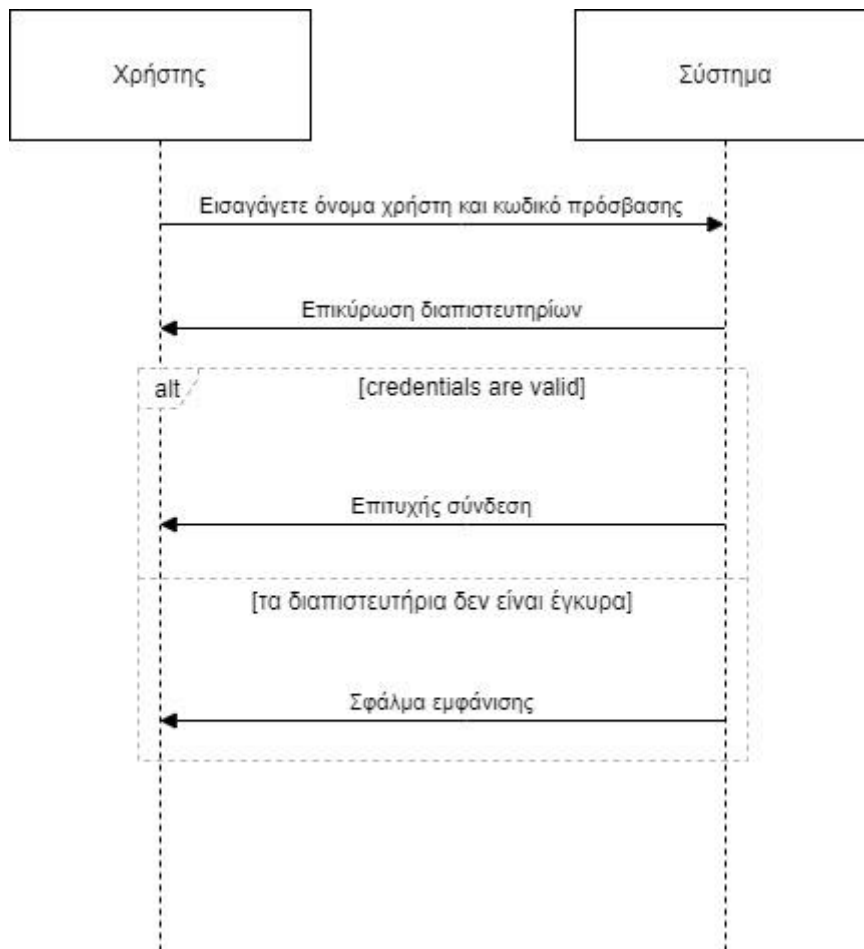 Χρήστης
Σύστημα
Εισαγάγετε όνομα χρήστη και κωδικό πρόσβασης
Επικύρωση διαπιστευτηρίων
alt
[credentials are valid]
Επιτυχής σύνδεση
[τα διαπιστευτήρια δεν είναι έγκυρα]
Σφάλμα εμφάνισης